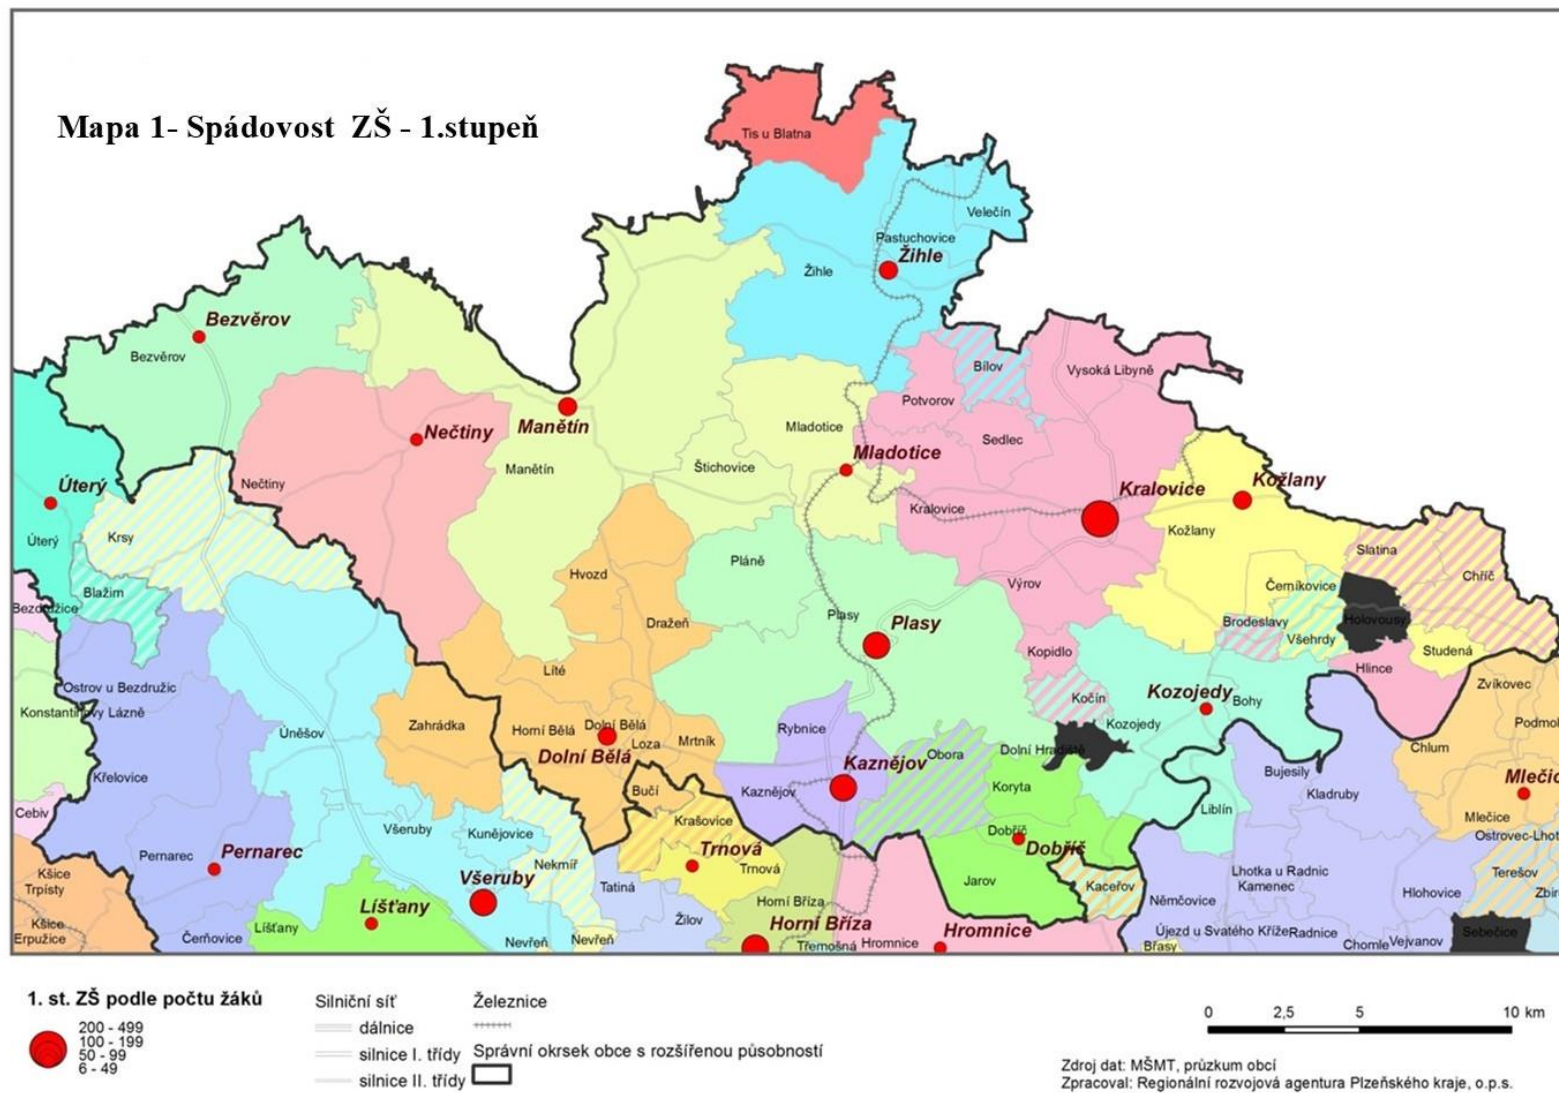 Mapa 1- Spádovost ZŠ - 1.stupeň
Tis u Blatna
Velečín
Pastuchovice
Žihle
Žihle
Bezvěrov
Bezvěrov
Bílov
Vysoká Libyně
Potvorov
Manětín
Nečtiny
Mladotice
Sedlec
Mladotice
Štichovice
Manětín
Nečtiny
Úterý
Kralovice
Kožlany
Kralovice
Kožlany
Úterý
Krsy
Slatina
Pláně
Hvozd
Výrov
Černíkovice
Chříč
Blažim
Bezdružice
Plasy
Plasy
Dražeň
Brodeslavy
Holovousy
Všehrdy
Studená
Kopidlo
Líté
Hlince
Ostrov u Bezdružic
Kočín
Kozojedy
Bohy
Zvíkovec
Konstantinovy Lázně
Úněšov
Zahrádka
Horní Bělá
Dolní Bělá
Rybnice
Kozojedy
Podmol
Loza
Mrtník
Dolní Bělá
Obora
Dolní Hradiště
Chlum
Kaznějov
Křelovice
Bučí
Kaznějov
Koryta
Bujesily
Kladruby
Mlečic
Cebiv
Krašovice
Liblín
Mlečice
Všeruby
Kunějovice
Dobříč
Dobříč
Ostrovec-Lhot
Pernarec
Pernarec
Nekmíř
Trnová
Trnová
Kšice
Trpísty
Všeruby
Tatiná
Jarov
Kaceřov
Lhotka u Radnic
Kamenec
Terešov
Němčovice
Hlohovice
Zbir
Líšťany
Horní Bříza
Žilov
Horní Bříza
Kšice
Erpužice
Líšťany
Černovice
Nevřeň
Nevřeň
Třemošná
Hromnice
Hromnice
Újezd u Svatého Kříže
Radnice
Břasy
Chomle
Vejvanov
Sebečice
1. st. ZŠ podle počtu žáků
200 - 499
100 - 199
50 - 99
6 - 49
Silniční síť
dálnice
silnice I. třídy
silnice II. třídy
Železnice
Správní okrsek obce s rozšířenou působností
0 2,5 5 10 km
Zdroj dat: MŠMT, průzkum obcí
Zpracoval: Regionální rozvojová agentura Plzeňského kraje, o.p.s.